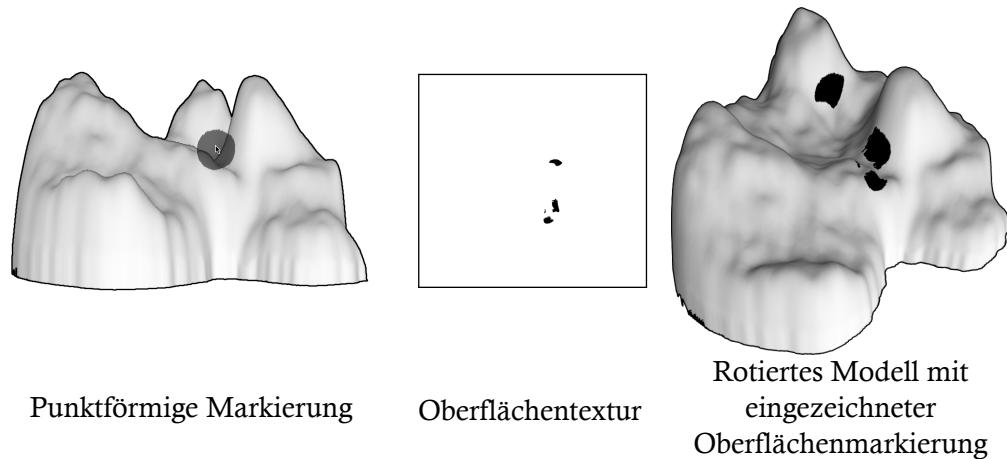 Punktförmige Markierung
Oberflächentextur
Rotiertes Modell mit
eingezeichneter
Oberflächenmarkierung